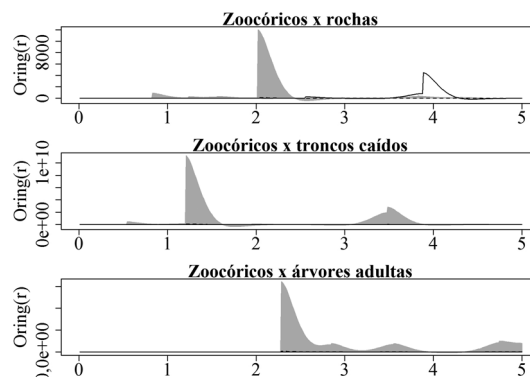 Zoocóricos x rochas
Oring(r)
8000
0
0 1 2 3 4 5
Zoocóricos x troncos caídos
Oring(r)
1e+10
0e+00
0 1 2 3 4 5
Zoocóricos x árvores adultas
Oring(r)
0,0e+00
0 1 2 3 4 5